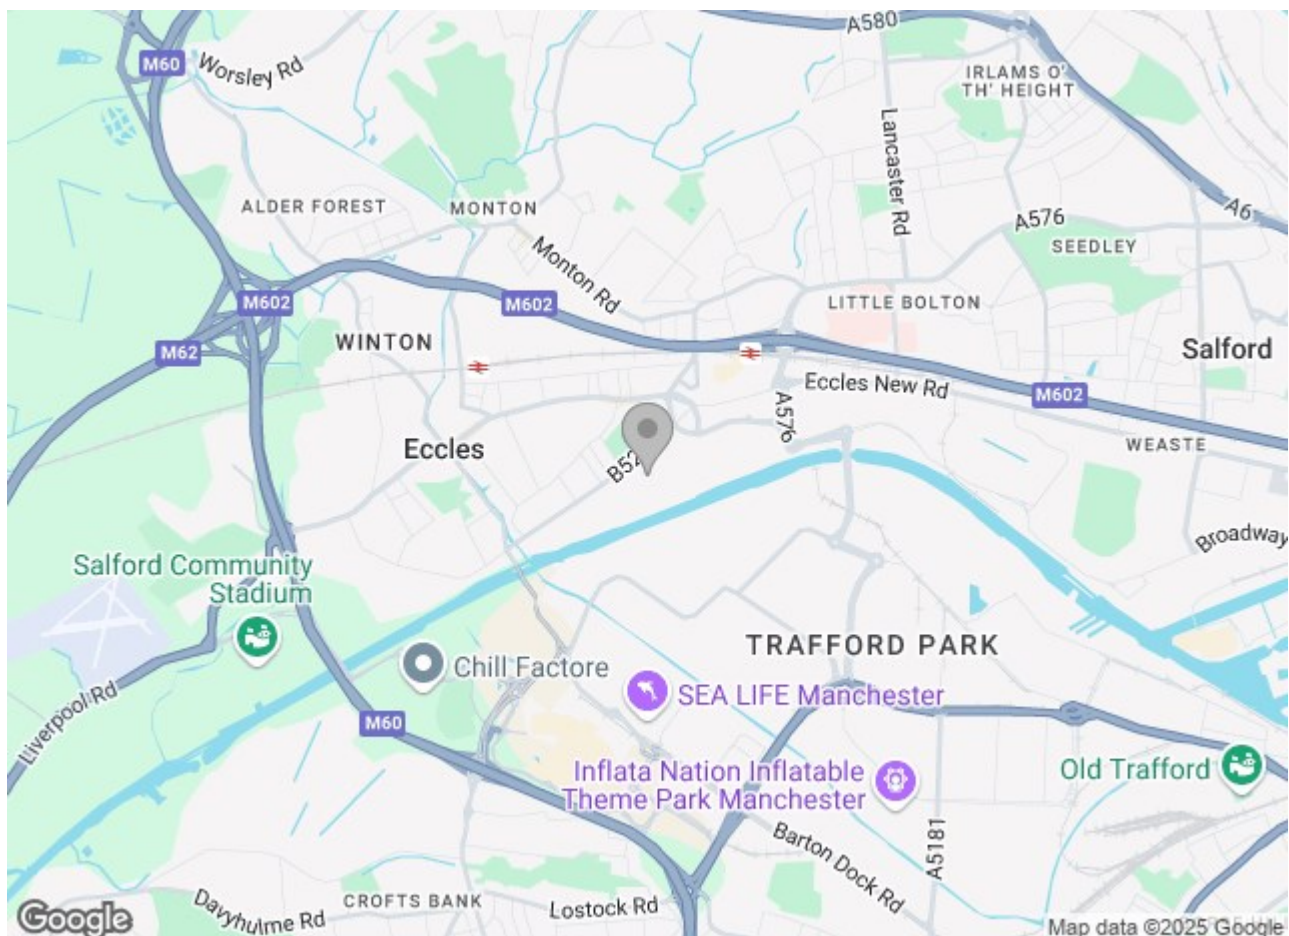 A580
M60
Worsley Rd
IRLAMS O'
TH' HEIGHT
Lancaster Rd
ALDER FOREST
MONTON
A6
A576
SEEDLEY
Monton Rd
M602
M602
LITTLE BOLTON
WINTON
M62
Salford
Eccles New Rd
M602
A576
Eccles
WEASTE
B52
Broadway
Salford Community
Stadium
TRAFFORD PARK
Chill Factore
SEA LIFE Manchester
Liverpool Rd
M60
Inflata Nation Inflatable
Theme Park Manchester
Old Trafford
A5181
Barton Dock Rd
CROFTS BANK
Lostock Rd
Davyhulme Rd
Google
Map data ©2025 Google